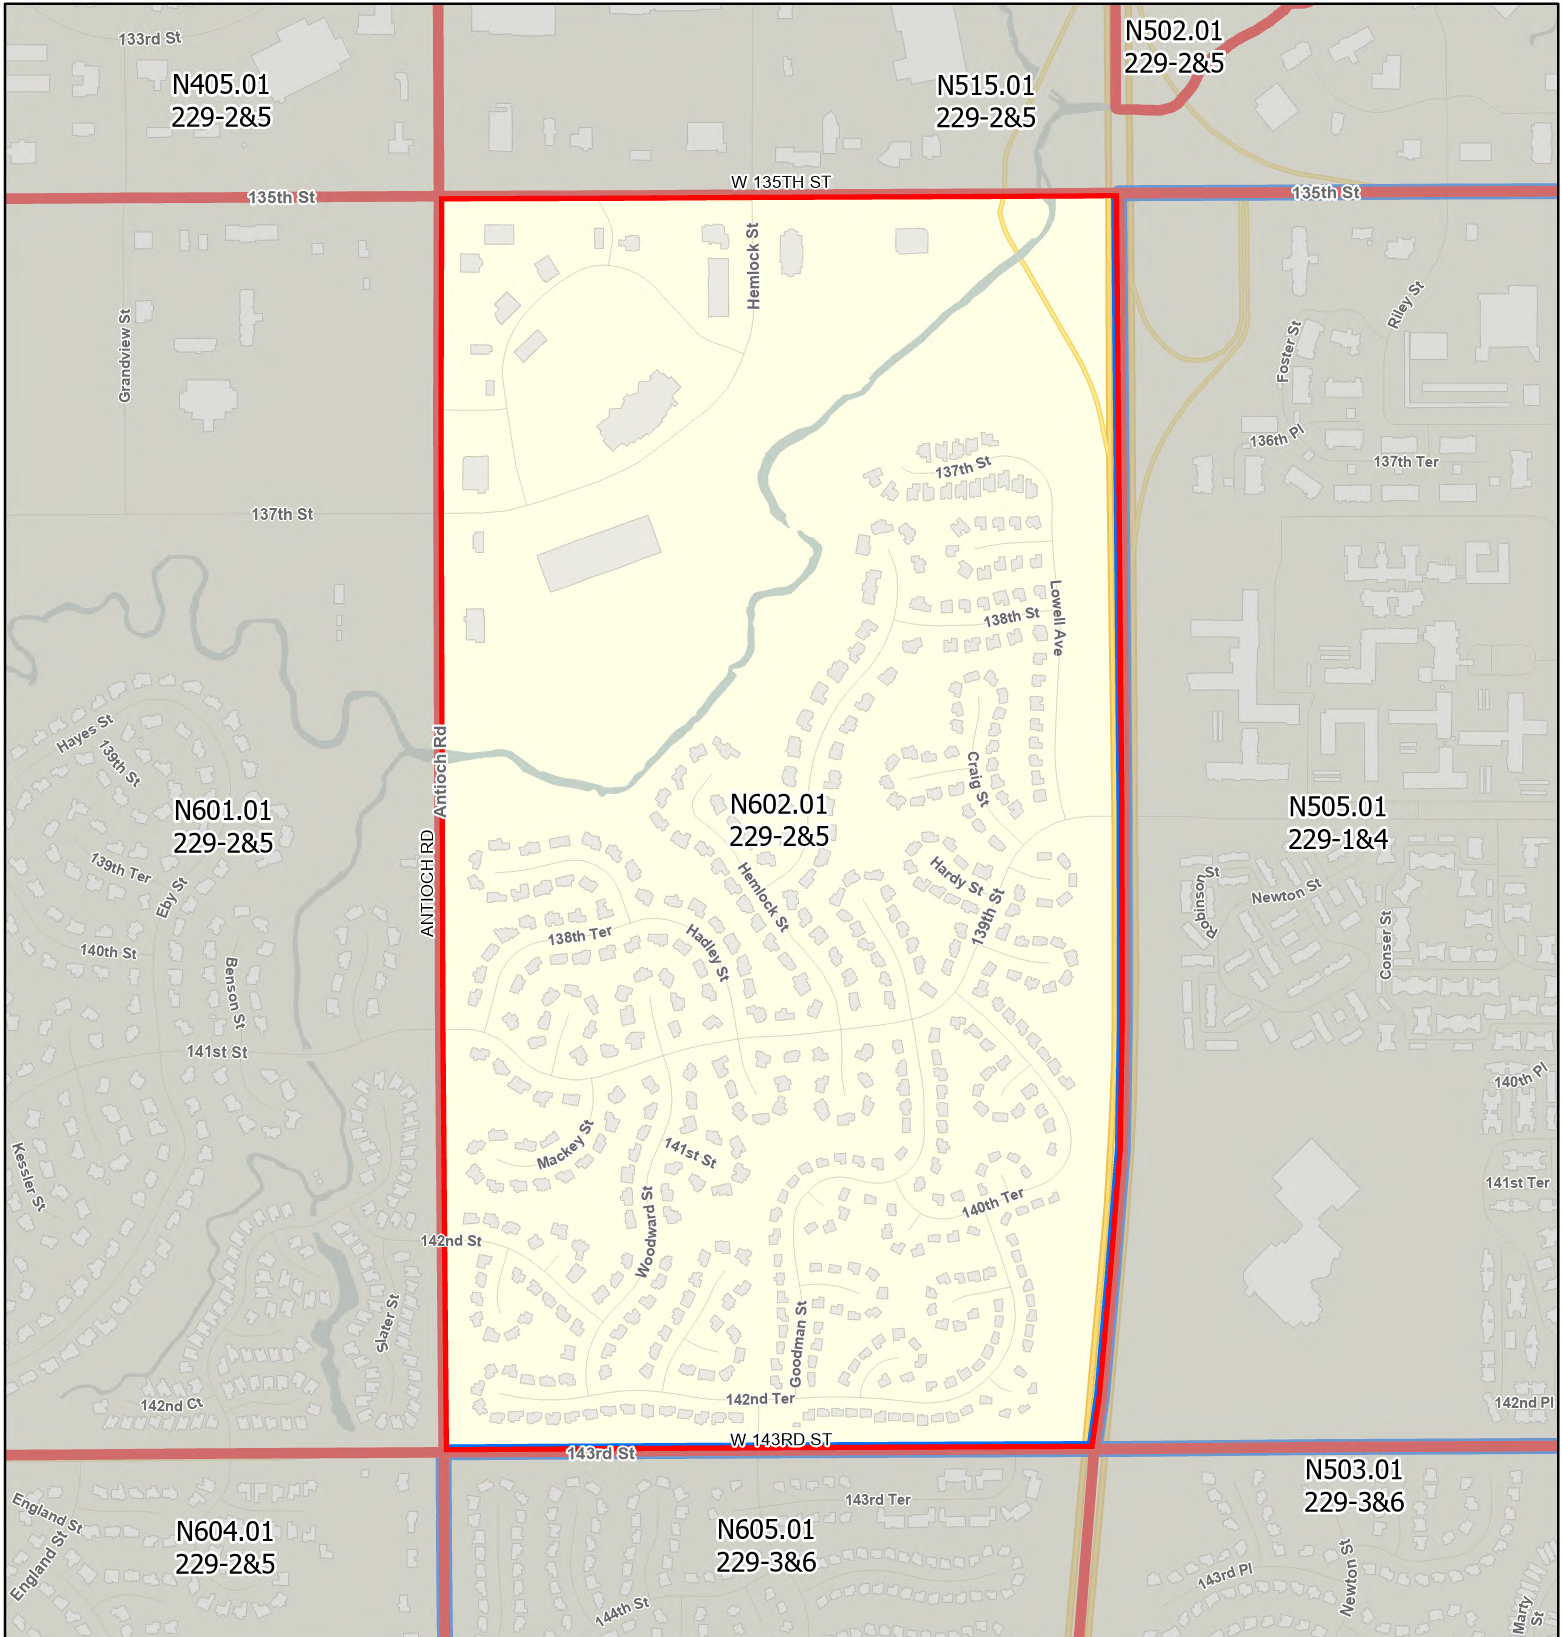 133rd St
N405.01
229-2&5
N515.01
229-2&5
N502.01
229-2&5
135th St
W 135TH ST
135th St
Hemlock St
Grandview St
Riley St
Foster St
136th Pl
137th Ter
137th St
137th St
138th St
Lowell Ave
Hayes St
139th St
Antioch Rd
Craig St
N601.01
229-2&5
N602.01
229-2&5
N505.01
229-1&4
ANTIOCH RD
139th Ter
Eby St
Hemlock St
Hardy St
139th St
Robinson St
Newton St
Conser St
140th St
Benson St
138th Ter
Hadley St
141st St
140th Pl
Kessler St
Mackey St
141st St
141st Ter
Woodward St
140th Ter
142nd St
Slater St
Goodman St
142nd Ct
142nd Ter
142nd Pl
W 143RD ST
143rd St
England St
England St
N604.01
229-2&5
N605.01
229-3&6
143rd Ter
N503.01
229-3&6
144th St
143rd Pl
Newton St
Marty
St